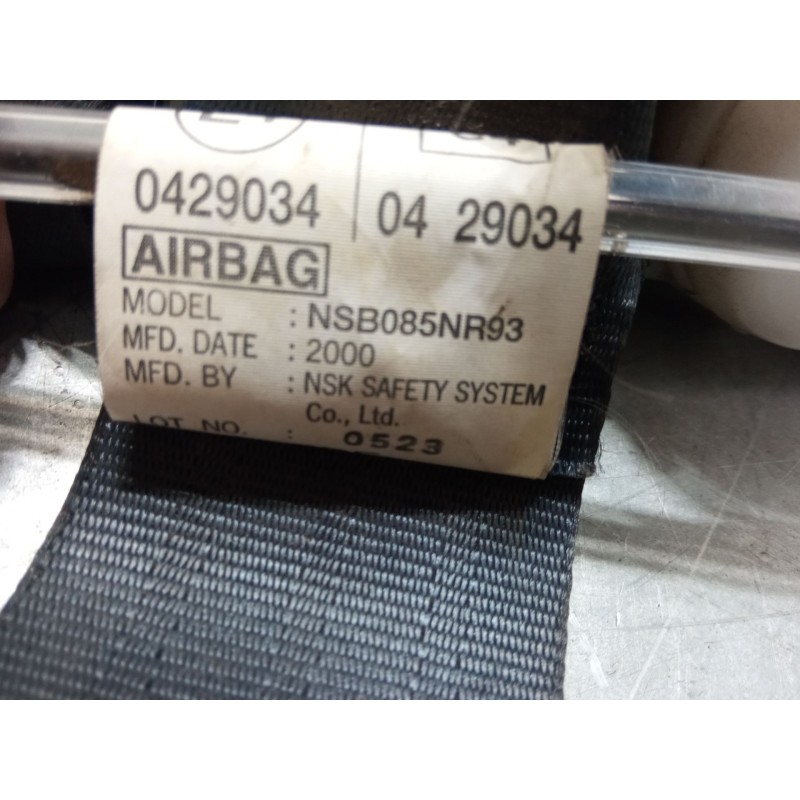 0429034 04 29034
AIRBAG
MODEL : NSB085NR93
MFD. DATE : 2000
MFD. BY : NSK SAFETY SYSTEM
Co., Ltd.
LOT NO. : 0523